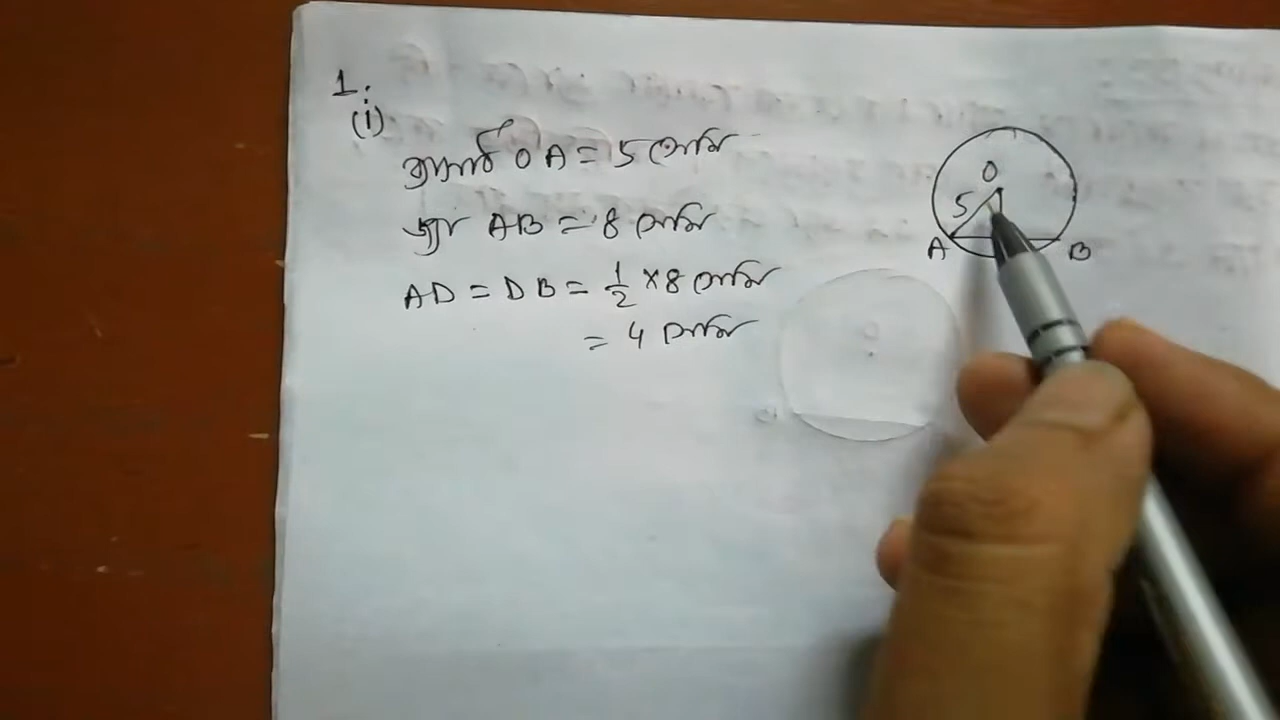 1.
(i)
ব্যাসার্ধ OA = 5 সেমি
জ্যা AB = 8 সেমি
AD = DB = 1/2 × 8 সেমি
= 4 সেমি
O
5
A B